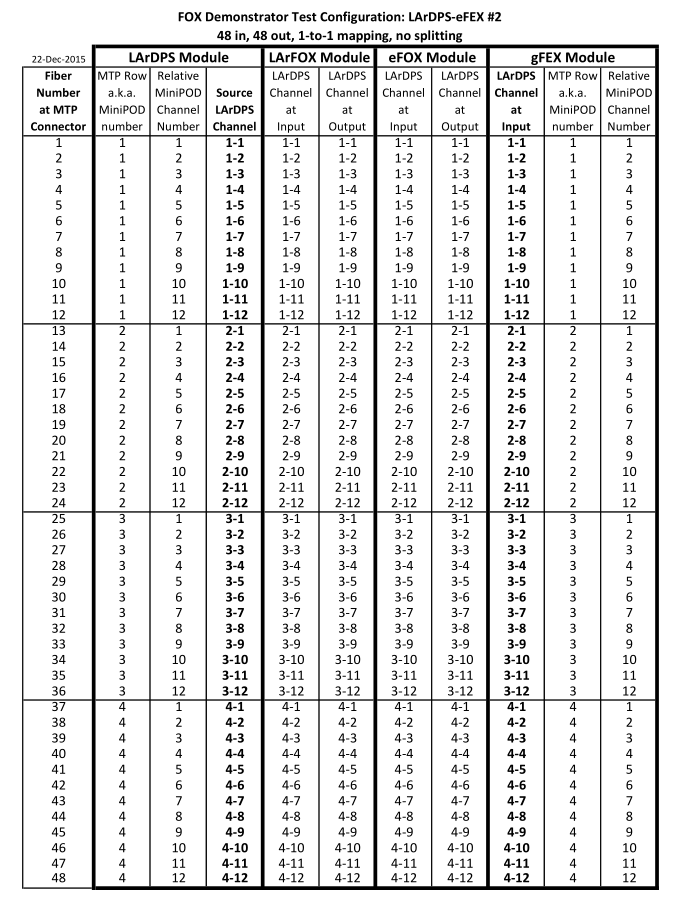 FOX Demonstrator Test Configuration: LArDPS-eFEX #2
48 in, 48 out, 1-to-1 mapping, no splitting
22-Dec-2015 LArDPS Module LArFOX Module eFOX Module gFEX Module
Fiber MTP Row Relative LArDPS LArDPS LArDPS LArDPS LArDPS MTP Row Relative
Number a.k.a. MiniPOD Source Channel Channel Channel Channel Channel a.k.a. MiniPOD
at MTP MiniPOD Channel LArDPS at at at at at MiniPOD Channel
Connector number Number Channel Input Output Input Output Input number Number
1 1 1 1-1 1-1 1-1 1-1 1-1 1-1 1 1
2 1 2 1-2 1-2 1-2 1-2 1-2 1-2 1 2
3 1 3 1-3 1-3 1-3 1-3 1-3 1-3 1 3
4 1 4 1-4 1-4 1-4 1-4 1-4 1-4 1 4
5 1 5 1-5 1-5 1-5 1-5 1-5 1-5 1 5
6 1 6 1-6 1-6 1-6 1-6 1-6 1-6 1 6
7 1 7 1-7 1-7 1-7 1-7 1-7 1-7 1 7
8 1 8 1-8 1-8 1-8 1-8 1-8 1-8 1 8
9 1 9 1-9 1-9 1-9 1-9 1-9 1-9 1 9
10 1 10 1-10 1-10 1-10 1-10 1-10 1-10 1 10
11 1 11 1-11 1-11 1-11 1-11 1-11 1-11 1 11
12 1 12 1-12 1-12 1-12 1-12 1-12 1-12 1 12
13 2 1 2-1 2-1 2-1 2-1 2-1 2-1 2 1
14 2 2 2-2 2-2 2-2 2-2 2-2 2-2 2 2
15 2 3 2-3 2-3 2-3 2-3 2-3 2-3 2 3
16 2 4 2-4 2-4 2-4 2-4 2-4 2-4 2 4
17 2 5 2-5 2-5 2-5 2-5 2-5 2-5 2 5
18 2 6 2-6 2-6 2-6 2-6 2-6 2-6 2 6
19 2 7 2-7 2-7 2-7 2-7 2-7 2-7 2 7
20 2 8 2-8 2-8 2-8 2-8 2-8 2-8 2 8
21 2 9 2-9 2-9 2-9 2-9 2-9 2-9 2 9
22 2 10 2-10 2-10 2-10 2-10 2-10 2-10 2 10
23 2 11 2-11 2-11 2-11 2-11 2-11 2-11 2 11
24 2 12 2-12 2-12 2-12 2-12 2-12 2-12 2 12
25 3 1 3-1 3-1 3-1 3-1 3-1 3-1 3 1
26 3 2 3-2 3-2 3-2 3-2 3-2 3-2 3 2
27 3 3 3-3 3-3 3-3 3-3 3-3 3-3 3 3
28 3 4 3-4 3-4 3-4 3-4 3-4 3-4 3 4
29 3 5 3-5 3-5 3-5 3-5 3-5 3-5 3 5
30 3 6 3-6 3-6 3-6 3-6 3-6 3-6 3 6
31 3 7 3-7 3-7 3-7 3-7 3-7 3-7 3 7
32 3 8 3-8 3-8 3-8 3-8 3-8 3-8 3 8
33 3 9 3-9 3-9 3-9 3-9 3-9 3-9 3 9
34 3 10 3-10 3-10 3-10 3-10 3-10 3-10 3 10
35 3 11 3-11 3-11 3-11 3-11 3-11 3-11 3 11
36 3 12 3-12 3-12 3-12 3-12 3-12 3-12 3 12
37 4 1 4-1 4-1 4-1 4-1 4-1 4-1 4 1
38 4 2 4-2 4-2 4-2 4-2 4-2 4-2 4 2
39 4 3 4-3 4-3 4-3 4-3 4-3 4-3 4 3
40 4 4 4-4 4-4 4-4 4-4 4-4 4-4 4 4
41 4 5 4-5 4-5 4-5 4-5 4-5 4-5 4 5
42 4 6 4-6 4-6 4-6 4-6 4-6 4-6 4 6
43 4 7 4-7 4-7 4-7 4-7 4-7 4-7 4 7
44 4 8 4-8 4-8 4-8 4-8 4-8 4-8 4 8
45 4 9 4-9 4-9 4-9 4-9 4-9 4-9 4 9
46 4 10 4-10 4-10 4-10 4-10 4-10 4-10 4 10
47 4 11 4-11 4-11 4-11 4-11 4-11 4-11 4 11
48 4 12 4-12 4-12 4-12 4-12 4-12 4-12 4 12